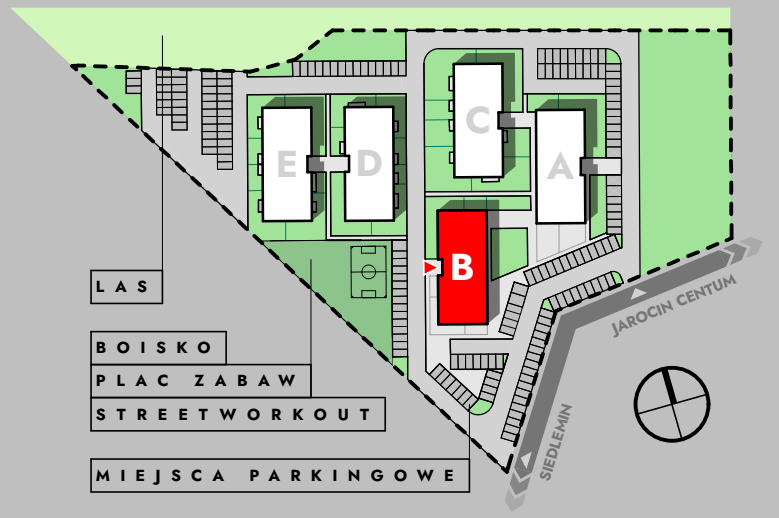 C
E
D
A
B
LAS
JAROCIN CENTUM
BOISKO
PLAC ZABAW
STREETWORKOUT
SIEDLEMIN
MIEJSCA PARKINGOWE